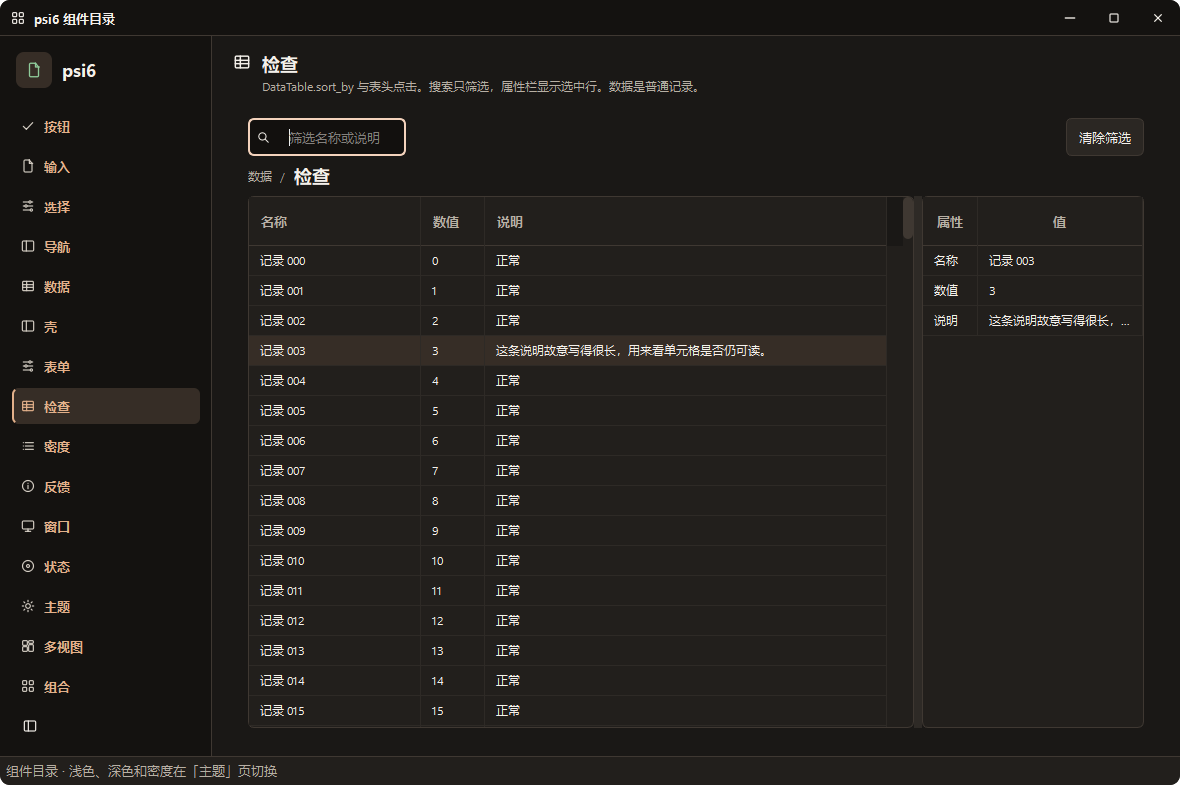 psi6 组件目录
psi6
按钮
输入
选择
导航
数据
壳
表单
检查
密度
反馈
窗口
状态
主题
多视图
组合
检查
DataTable.sort_by 与表头点击。搜索只筛选，属性栏显示选中行。数据是普通记录。
筛选名称或说明
清除筛选
数据 / 检查
名称 数值 说明
记录 000 0 正常
记录 001 1 正常
记录 002 2 正常
记录 003 3 这条说明故意写得很长，用来看单元格是否仍可读。
记录 004 4 正常
记录 005 5 正常
记录 006 6 正常
记录 007 7 正常
记录 008 8 正常
记录 009 9 正常
记录 010 10 正常
记录 011 11 正常
记录 012 12 正常
记录 013 13 正常
记录 014 14 正常
记录 015 15 正常
属性 值
名称 记录 003
数值 3
说明 这条说明故意写得很长，...
组件目录 · 浅色、深色和密度在「主题」页切换